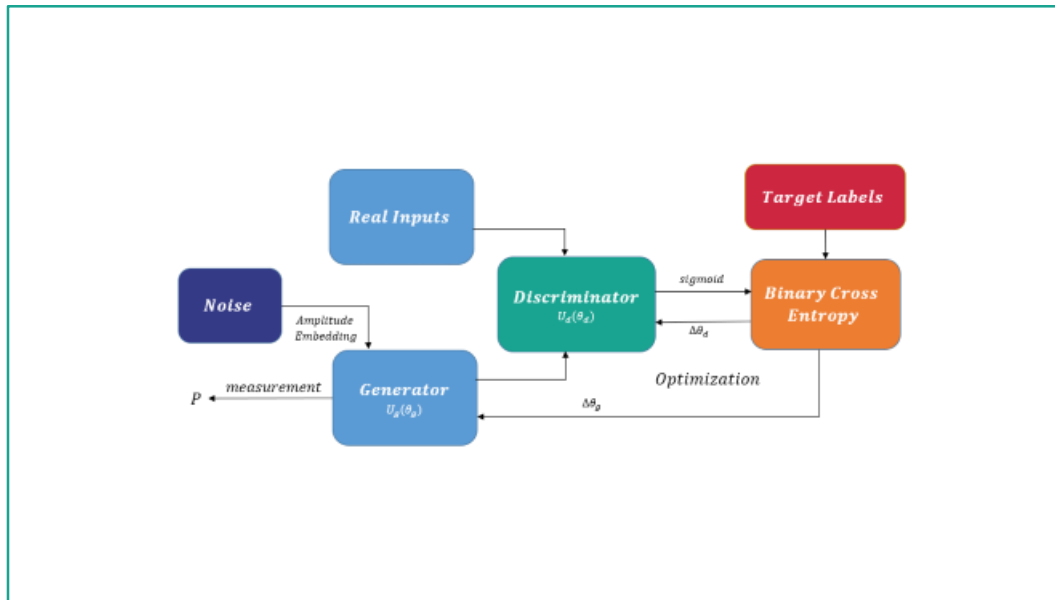 Real Inputs
Target Labels
Noise
Amplitude
Embedding
Discriminator
U_d(θ_d)
sigmoid
Δθ_d
Binary Cross
Entropy
P
measurement
Generator
U_g(θ_g)
Optimization
Δθ_g